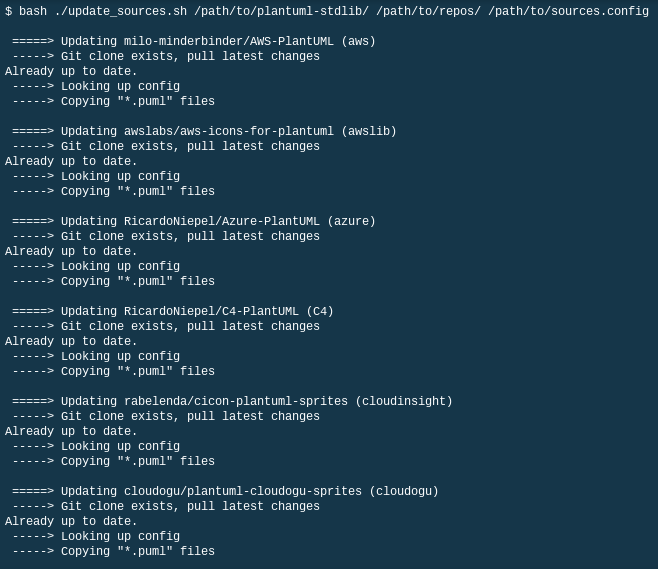 $ bash ./update_sources.sh /path/to/plantuml-stdlib/ /path/to/repos/ /path/to/sources.config
=====> Updating milo-minderbinder/AWS-PlantUML (aws)
-----> Git clone exists, pull latest changes
Already up to date.
-----> Looking up config
-----> Copying "*.puml" files
=====> Updating awslabs/aws-icons-for-plantuml (awslib)
-----> Git clone exists, pull latest changes
Already up to date.
-----> Looking up config
-----> Copying "*.puml" files
=====> Updating RicardoNiepel/Azure-PlantUML (azure)
-----> Git clone exists, pull latest changes
Already up to date.
-----> Looking up config
-----> Copying "*.puml" files
=====> Updating RicardoNiepel/C4-PlantUML (C4)
-----> Git clone exists, pull latest changes
Already up to date.
-----> Looking up config
-----> Copying "*.puml" files
=====> Updating rabelenda/cicon-plantuml-sprites (cloudinsight)
-----> Git clone exists, pull latest changes
Already up to date.
-----> Looking up config
-----> Copying "*.puml" files
=====> Updating cloudogu/plantuml-cloudogu-sprites (cloudogu)
-----> Git clone exists, pull latest changes
Already up to date.
-----> Looking up config
-----> Copying "*.puml" files